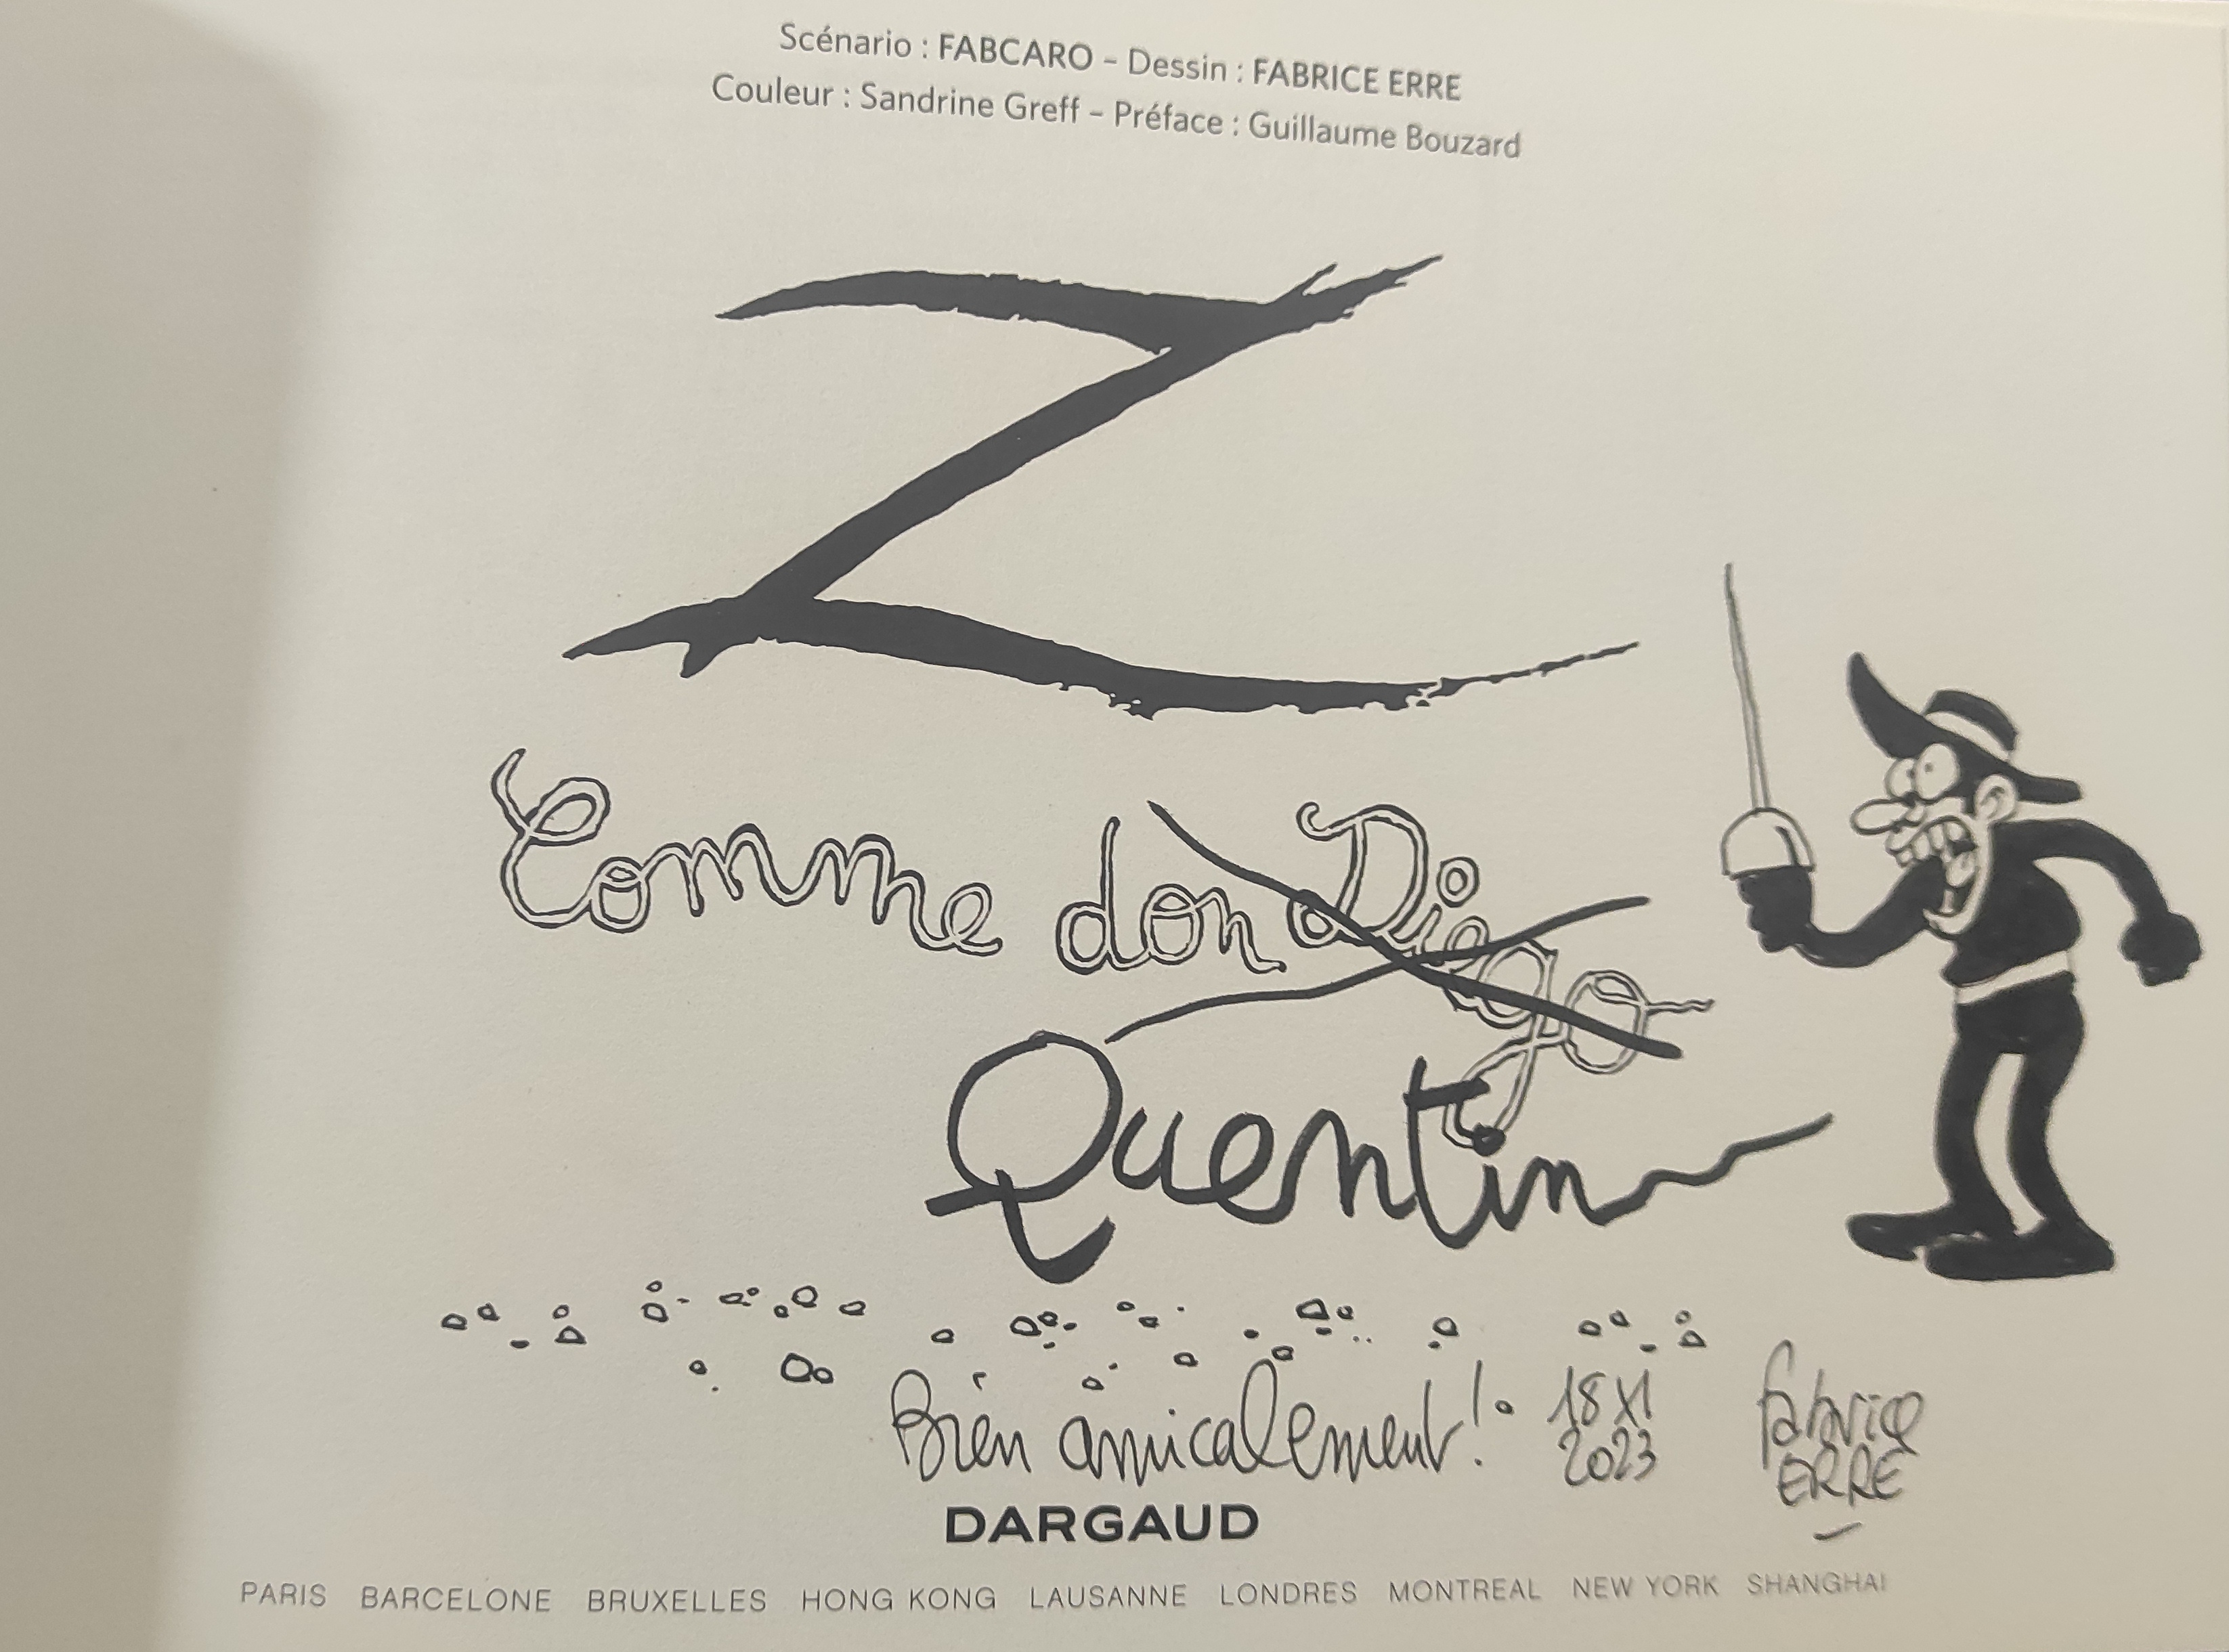 Scénario : FABCARO – Dessin : FABRICE ERRE
Couleur : Sandrine Greff – Préface : Guillaume Bouzard
Z
Comme don Diego
Quentin
Bien amicalement !
18 XI
2023
fabrice
ERRE
DARGAUD
PARIS BARCELONE BRUXELLES HONG KONG LAUSANNE LONDRES MONTREAL NEW YORK SHANGHAI